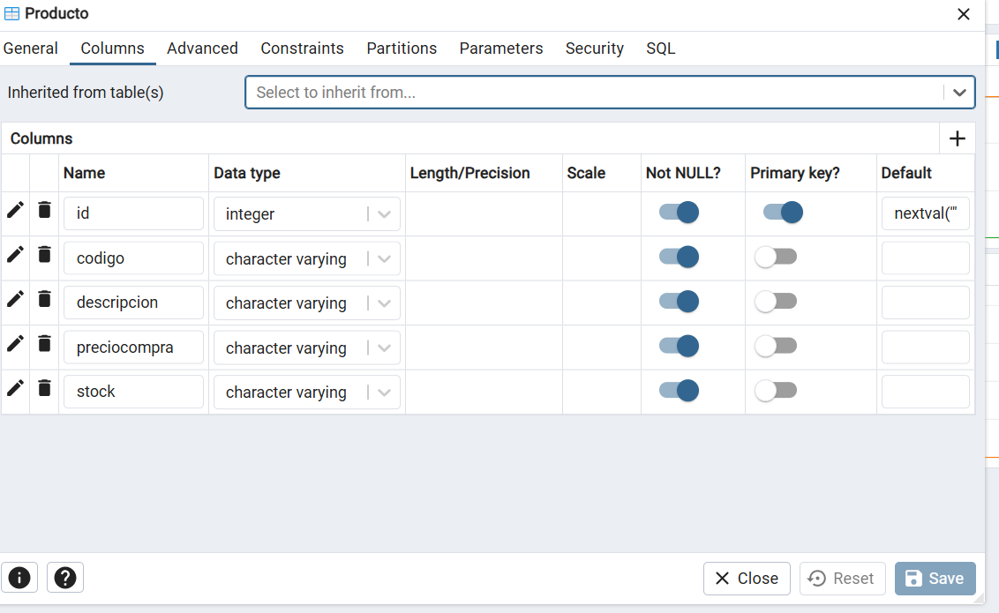 Producto
General Columns Advanced Constraints Partitions Parameters Security SQL
Inherited from table(s) Select to inherit from...
Columns
Name Data type Length/Precision Scale Not NULL? Primary key? Default
id integer nextval('"
codigo character varying
descripcion character varying
preciocompra character varying
stock character varying
Close Reset Save